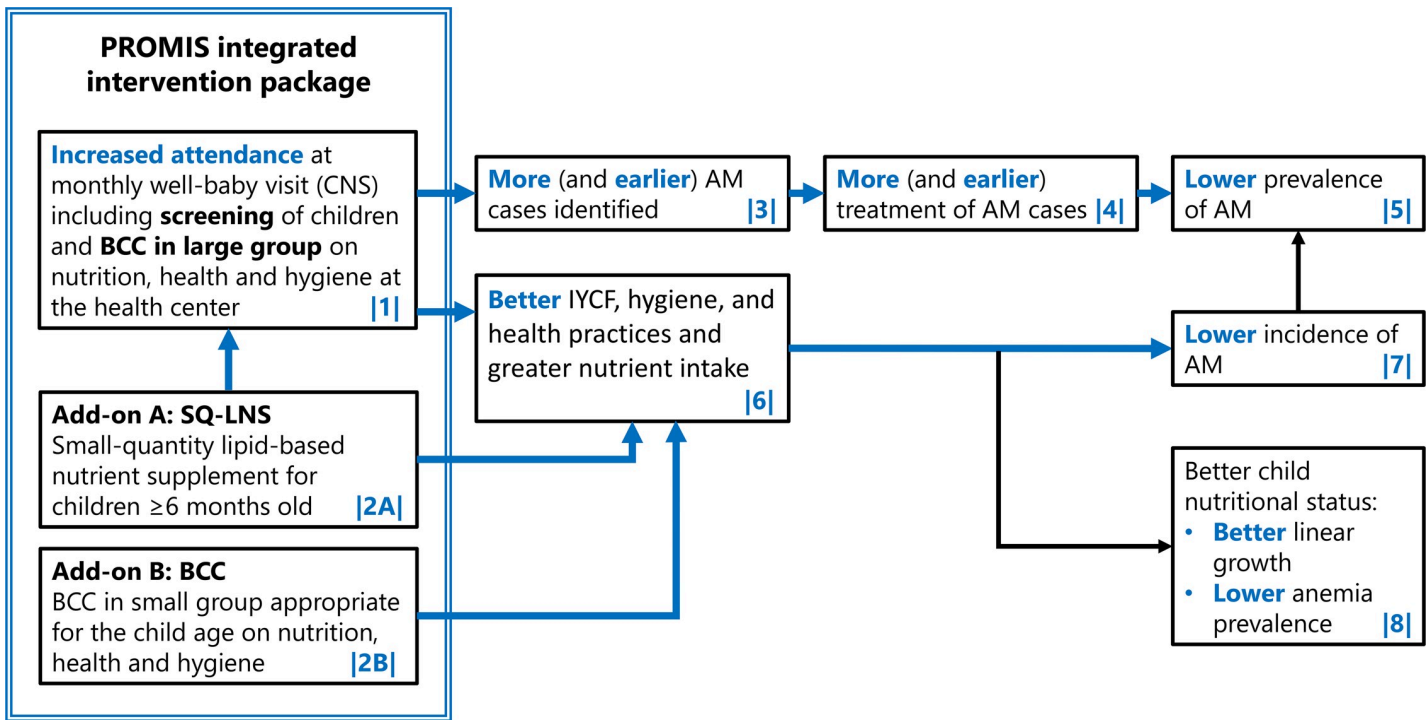 PROMIS integrated
intervention package
Increased attendance at
monthly well-baby visit (CNS)
including screening of children
and BCC in large group on
nutrition, health and hygiene at
the health center |1|
Add-on A: SQ-LNS
Small-quantity lipid-based
nutrient supplement for
children ≥6 months old |2A|
Add-on B: BCC
BCC in small group appropriate
for the child age on nutrition,
health and hygiene |2B|
More (and earlier) AM
cases identified |3|
More (and earlier)
treatment of AM cases |4|
Lower prevalence
of AM |5|
Better IYCF, hygiene, and
health practices and
greater nutrient intake
|6|
Lower incidence of
AM |7|
Better child
nutritional status:
• Better linear
growth
• Lower anemia
prevalence |8|